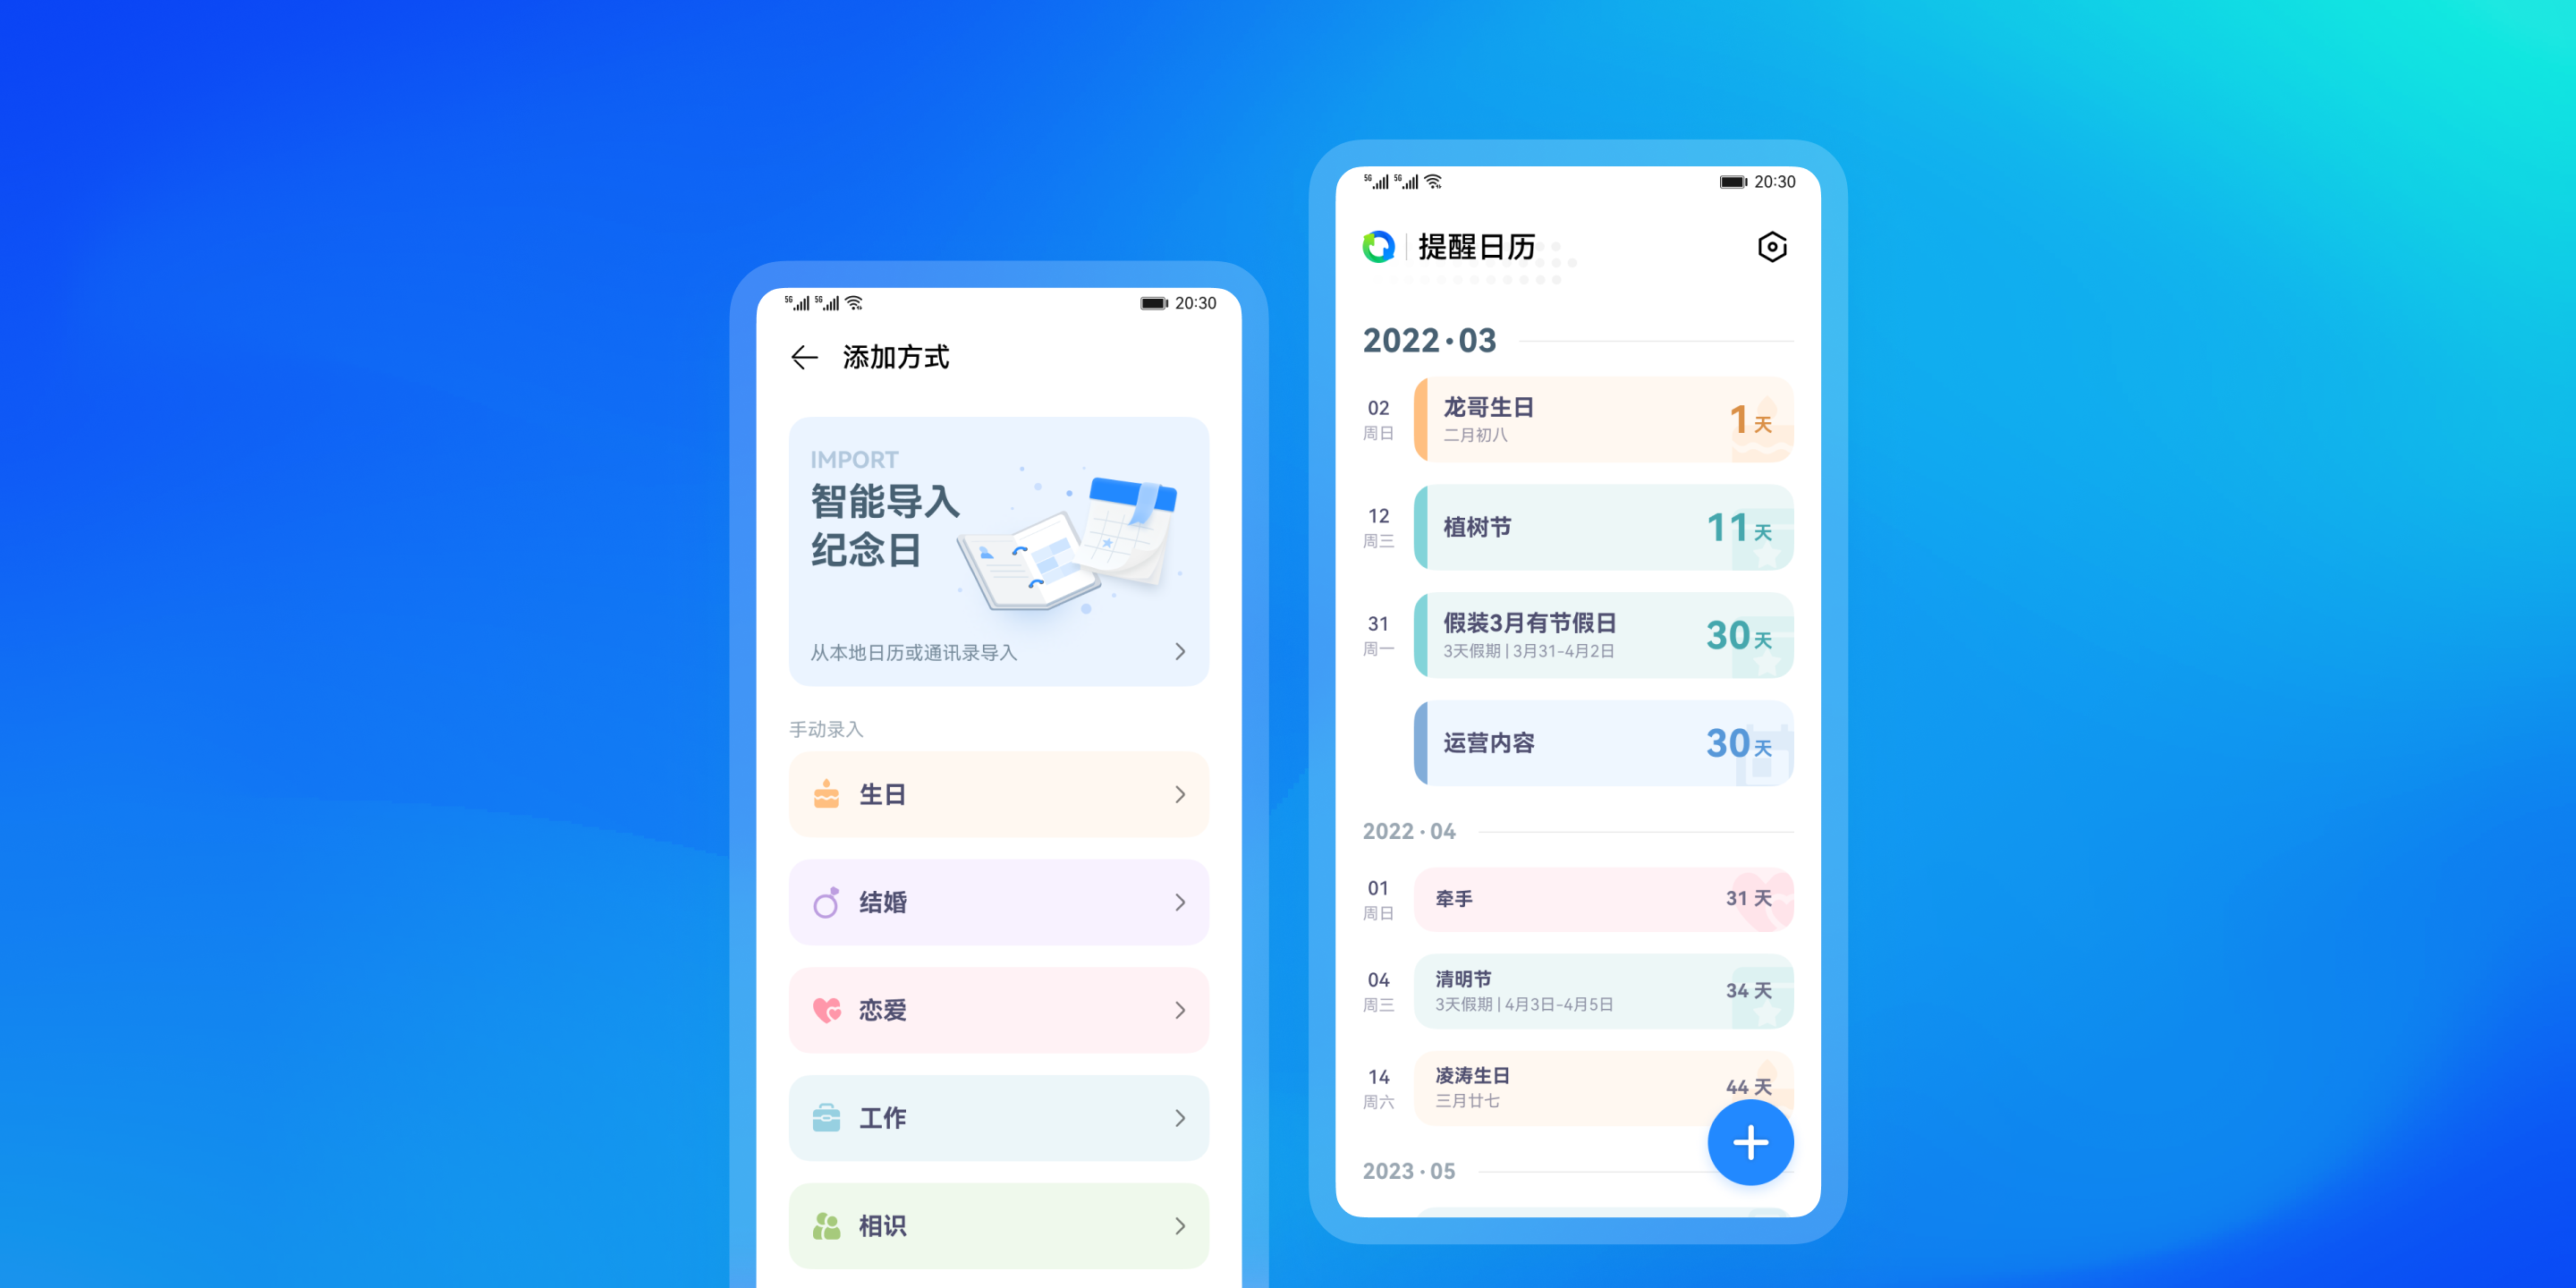 5G 5G 20:30
添加方式
IMPORT
智能导入
纪念日
从本地日历或通讯录导入
手动录入
生日
结婚
恋爱
工作
相识
5G 5G 20:30
提醒日历
2022·03
02
周日
龙哥生日
二月初八
1天
12
周三
植树节
11天
31
周一
假装3月有节假日
3天假期 | 3月31-4月2日
30天
运营内容
30天
2022·04
01
周日
牵手
31 天
04
周三
清明节
3天假期 | 4月3日-4月5日
34 天
14
周六
凌涛生日
三月廿七
44 天
2023·05